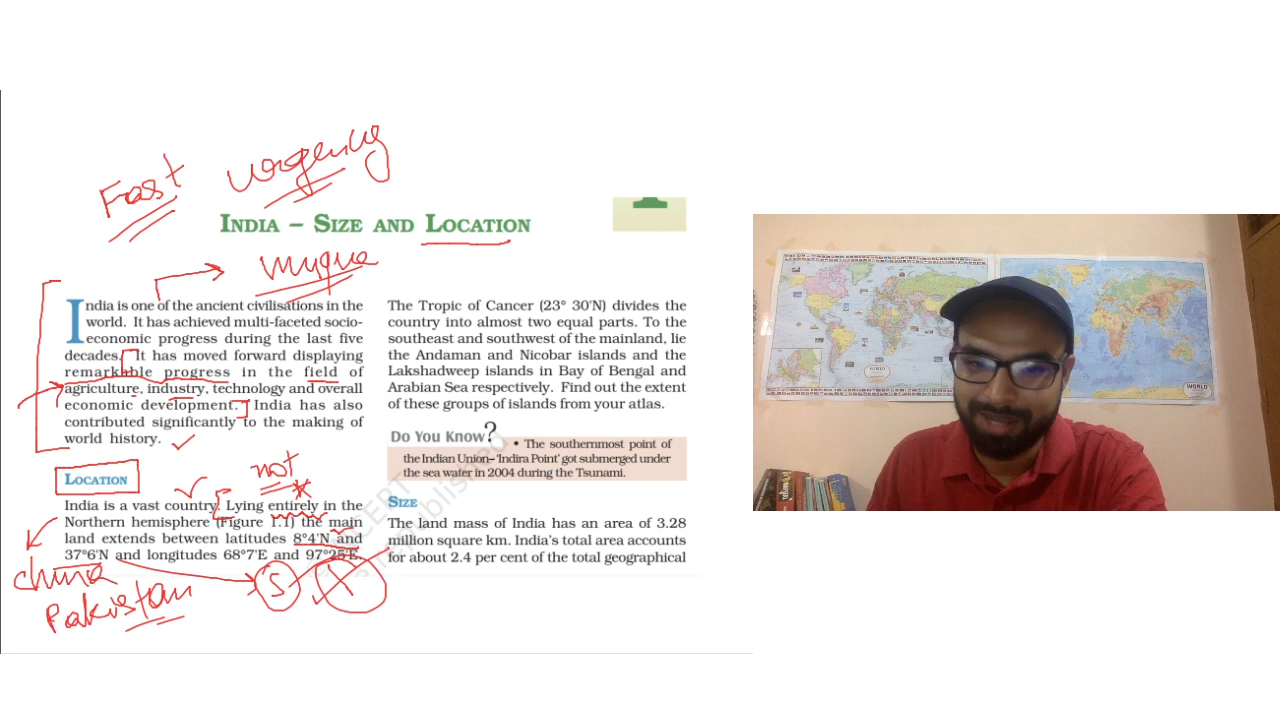 Fast urgency
INDIA – SIZE AND LOCATION
India is one of the ancient civilisations in the
world. It has achieved multi-faceted socio-
economic progress during the last five
decades. It has moved forward displaying
remarkable progress in the field of
agriculture, industry, technology and overall
economic development. India has also
contributed significantly to the making of
world history.
LOCATION
not
India is a vast country. Lying entirely in the
Northern hemisphere (Figure 1.1) the main
land extends between latitudes 8°4'N and
37°6'N and longitudes 68°7'E and 97°25'E.
China
Pakistan
S
The Tropic of Cancer (23° 30'N) divides the
country into almost two equal parts. To the
southeast and southwest of the mainland, lie
the Andaman and Nicobar islands and the
Lakshadweep islands in Bay of Bengal and
Arabian Sea respectively. Find out the extent
of these groups of islands from your atlas.
Do You Know?
• The southernmost point of
the Indian Union– 'Indira Point' got submerged under
the sea water in 2004 during the Tsunami.
SIZE
The land mass of India has an area of 3.28
million square km. India's total area accounts
for about 2.4 per cent of the total geographical
WORLD
WORLD